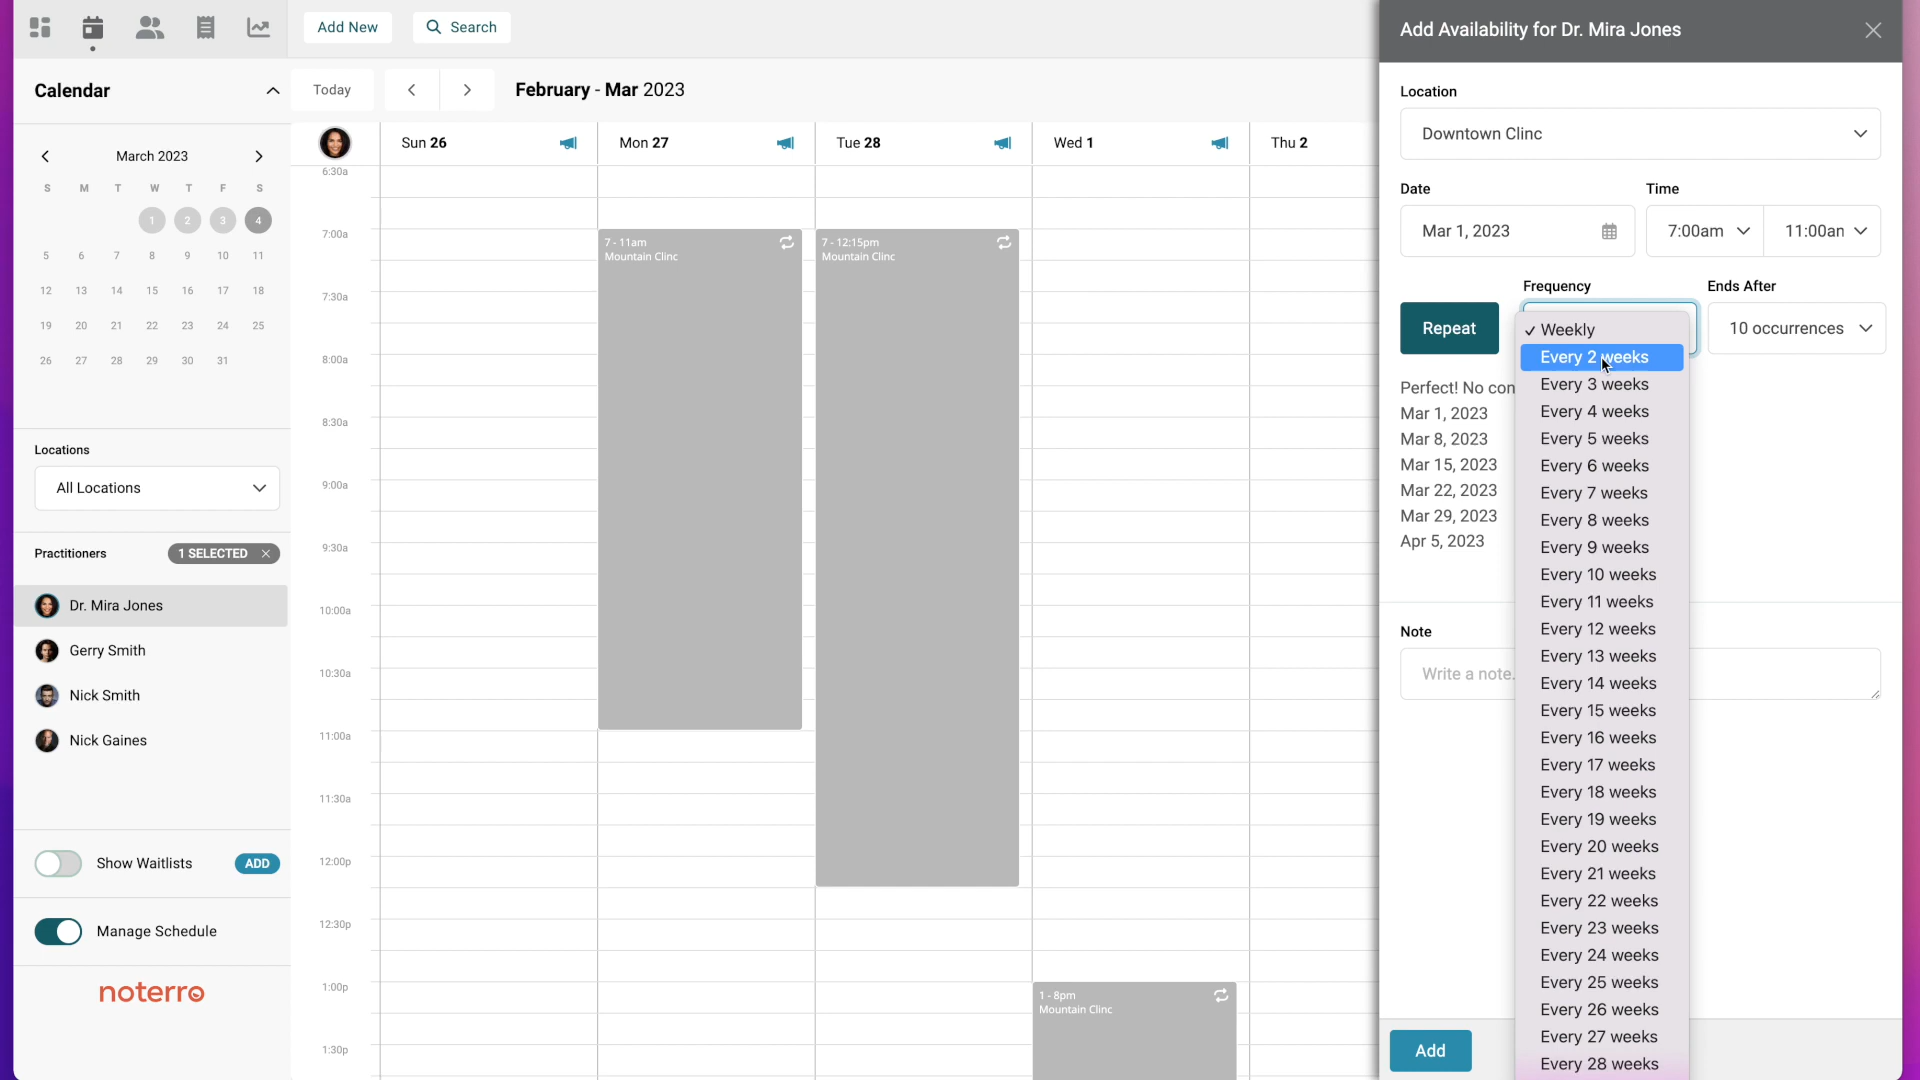 Add New
Search
Calendar
Today
February - Mar 2023
March 2023
S M T W T F S
1 2 3 4
5 6 7 8 9 10 11
12 13 14 15 16 17 18
19 20 21 22 23 24 25
26 27 28 29 30 31
Locations
All Locations
Practitioners
1 SELECTED
Dr. Mira Jones
Gerry Smith
Nick Smith
Nick Gaines
Show Waitlists
ADD
Manage Schedule
noterro
Sun 26
Mon 27
Tue 28
Wed 1
Thu 2
6:30a
7:00a
7:30a
8:00a
8:30a
9:00a
9:30a
10:00a
10:30a
11:00a
11:30a
12:00p
12:30p
1:00p
1:30p
7 - 11am
Mountain Clinc
7 - 12:15pm
Mountain Clinc
1 - 8pm
Mountain Clinc
Add Availability for Dr. Mira Jones
Location
Downtown Clinc
Date
Time
Mar 1, 2023
7:00am
11:00an
Frequency
Ends After
Repeat
10 occurrences
Perfect! No con
Mar 1, 2023
Mar 8, 2023
Mar 15, 2023
Mar 22, 2023
Mar 29, 2023
Apr 5, 2023
✓ Weekly
Every 2 weeks
Every 3 weeks
Every 4 weeks
Every 5 weeks
Every 6 weeks
Every 7 weeks
Every 8 weeks
Every 9 weeks
Every 10 weeks
Every 11 weeks
Every 12 weeks
Every 13 weeks
Every 14 weeks
Every 15 weeks
Every 16 weeks
Every 17 weeks
Every 18 weeks
Every 19 weeks
Every 20 weeks
Every 21 weeks
Every 22 weeks
Every 23 weeks
Every 24 weeks
Every 25 weeks
Every 26 weeks
Every 27 weeks
Every 28 weeks
Note
Write a note.
Add